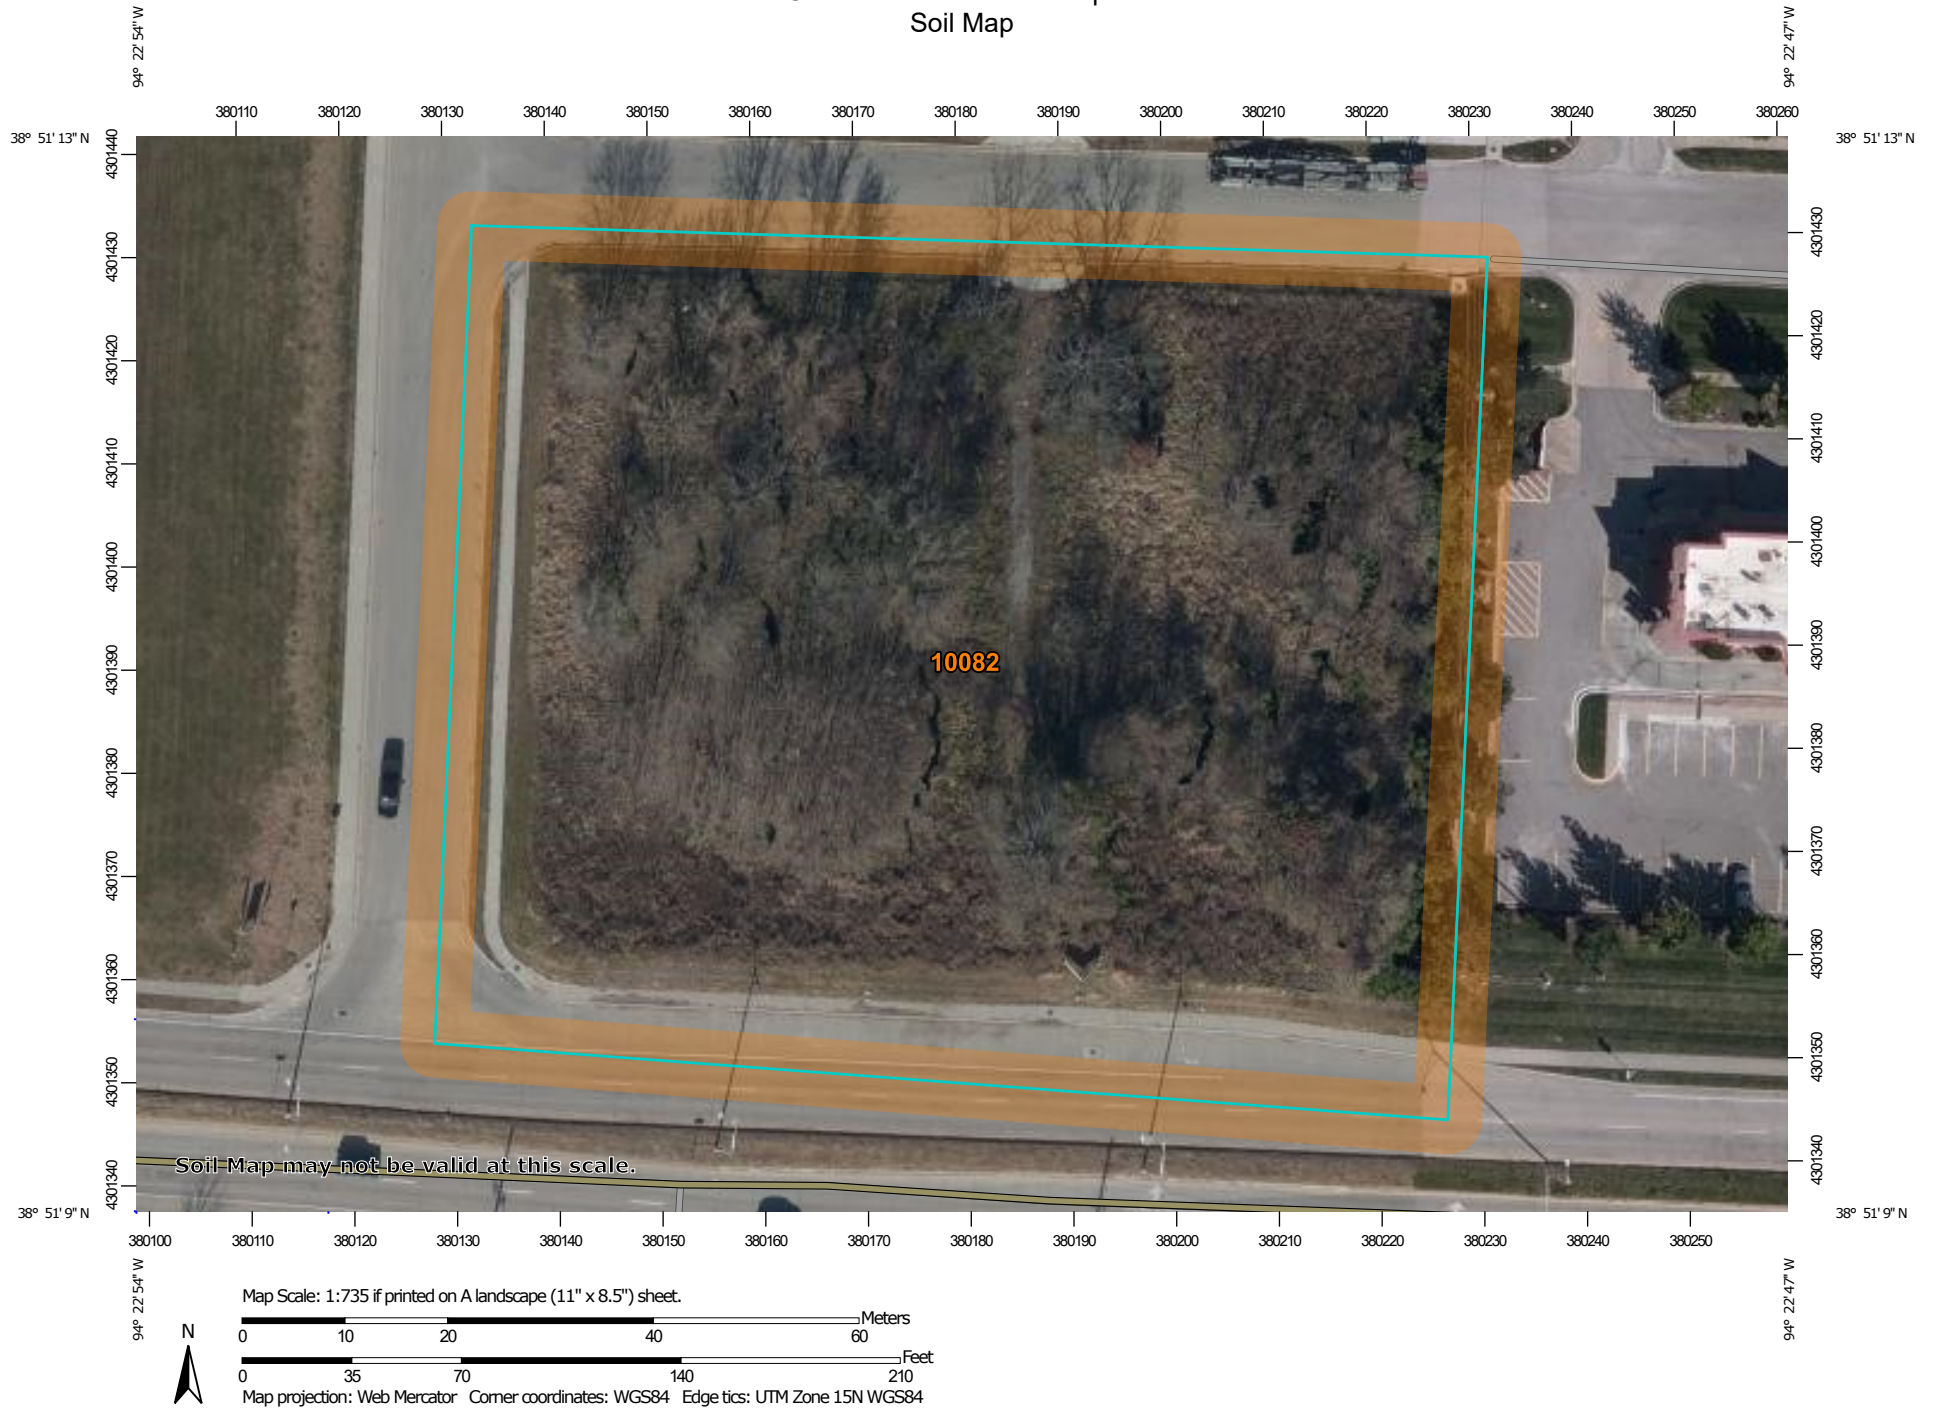 Soil Map
94° 22' 54'' W
94° 22' 47'' W
380110 380120 380130 380140 380150 380160 380170 380180 380190 380200 380210 380220 380230 380240 380250 380260
38° 51' 13'' N
38° 51' 13'' N
4301440
4301430
4301420
4301410
4301400
4301390
4301380
4301370
4301360
4301350
4301340
4301430
4301420
4301410
4301400
4301390
4301380
4301370
4301360
4301350
4301340
10082
Soil Map may not be valid at this scale.
38° 51' 9'' N
38° 51' 9'' N
380100 380110 380120 380130 380140 380150 380160 380170 380180 380190 380200 380210 380220 380230 380240 380250
94° 22' 54'' W
94° 22' 47'' W
Map Scale: 1:735 if printed on A landscape (11" x 8.5") sheet.
Meters
0 10 20 40 60
N
Feet
0 35 70 140 210
Map projection: Web Mercator Corner coordinates: WGS84 Edge tics: UTM Zone 15N WGS84